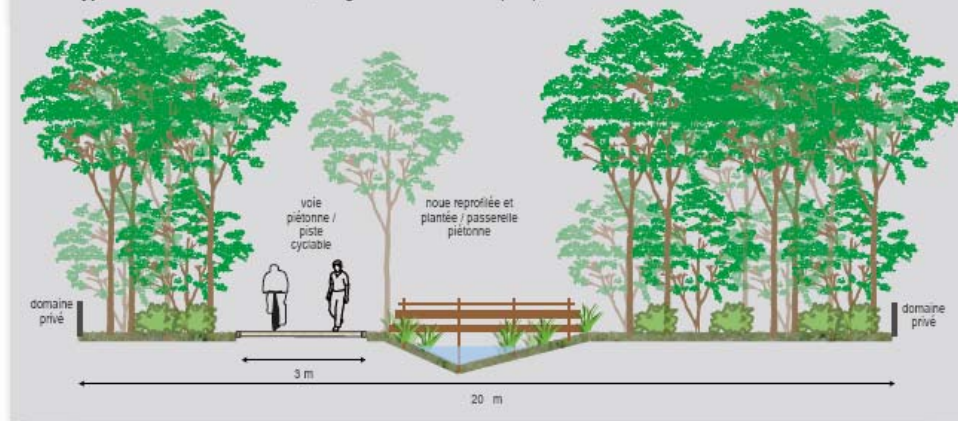 voie
piétonne /
piste
cyclable
noue reprofilée et
plantée / passerelle
piétonne
domaine
privé
domaine
privé
3 m
20 m